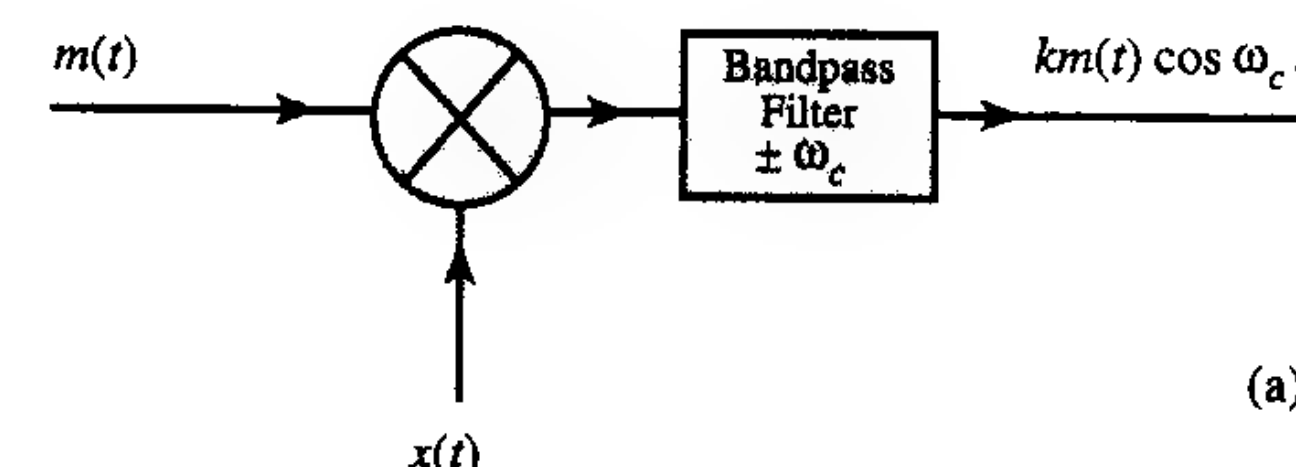 m(t)
km(t) cos ω_c
Bandpass
Filter
± ω_c
(a)
x(t)